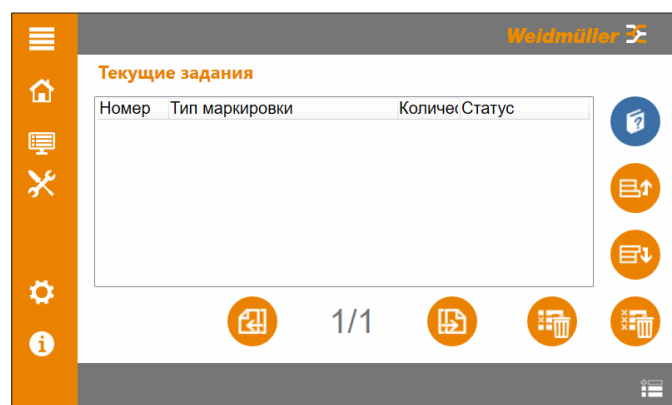 Weidmüller
Текущие задания
Номер Тип маркировки Количес Статус
1/1